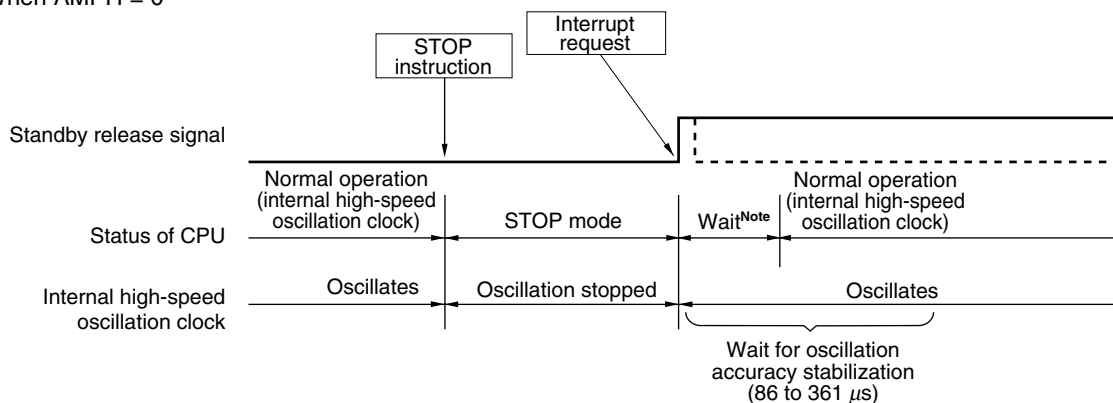 when AMPH = 0
Interrupt
request
STOP
instruction
Standby release signal
Normal operation
(internal high-speed
oscillation clock)
Normal operation
(internal high-speed
oscillation clock)
Status of CPU
STOP mode
WaitNote
Internal high-speed
oscillation clock
Oscillates
Oscillation stopped
Oscillates
Wait for oscillation
accuracy stabilization
(86 to 361 μs)